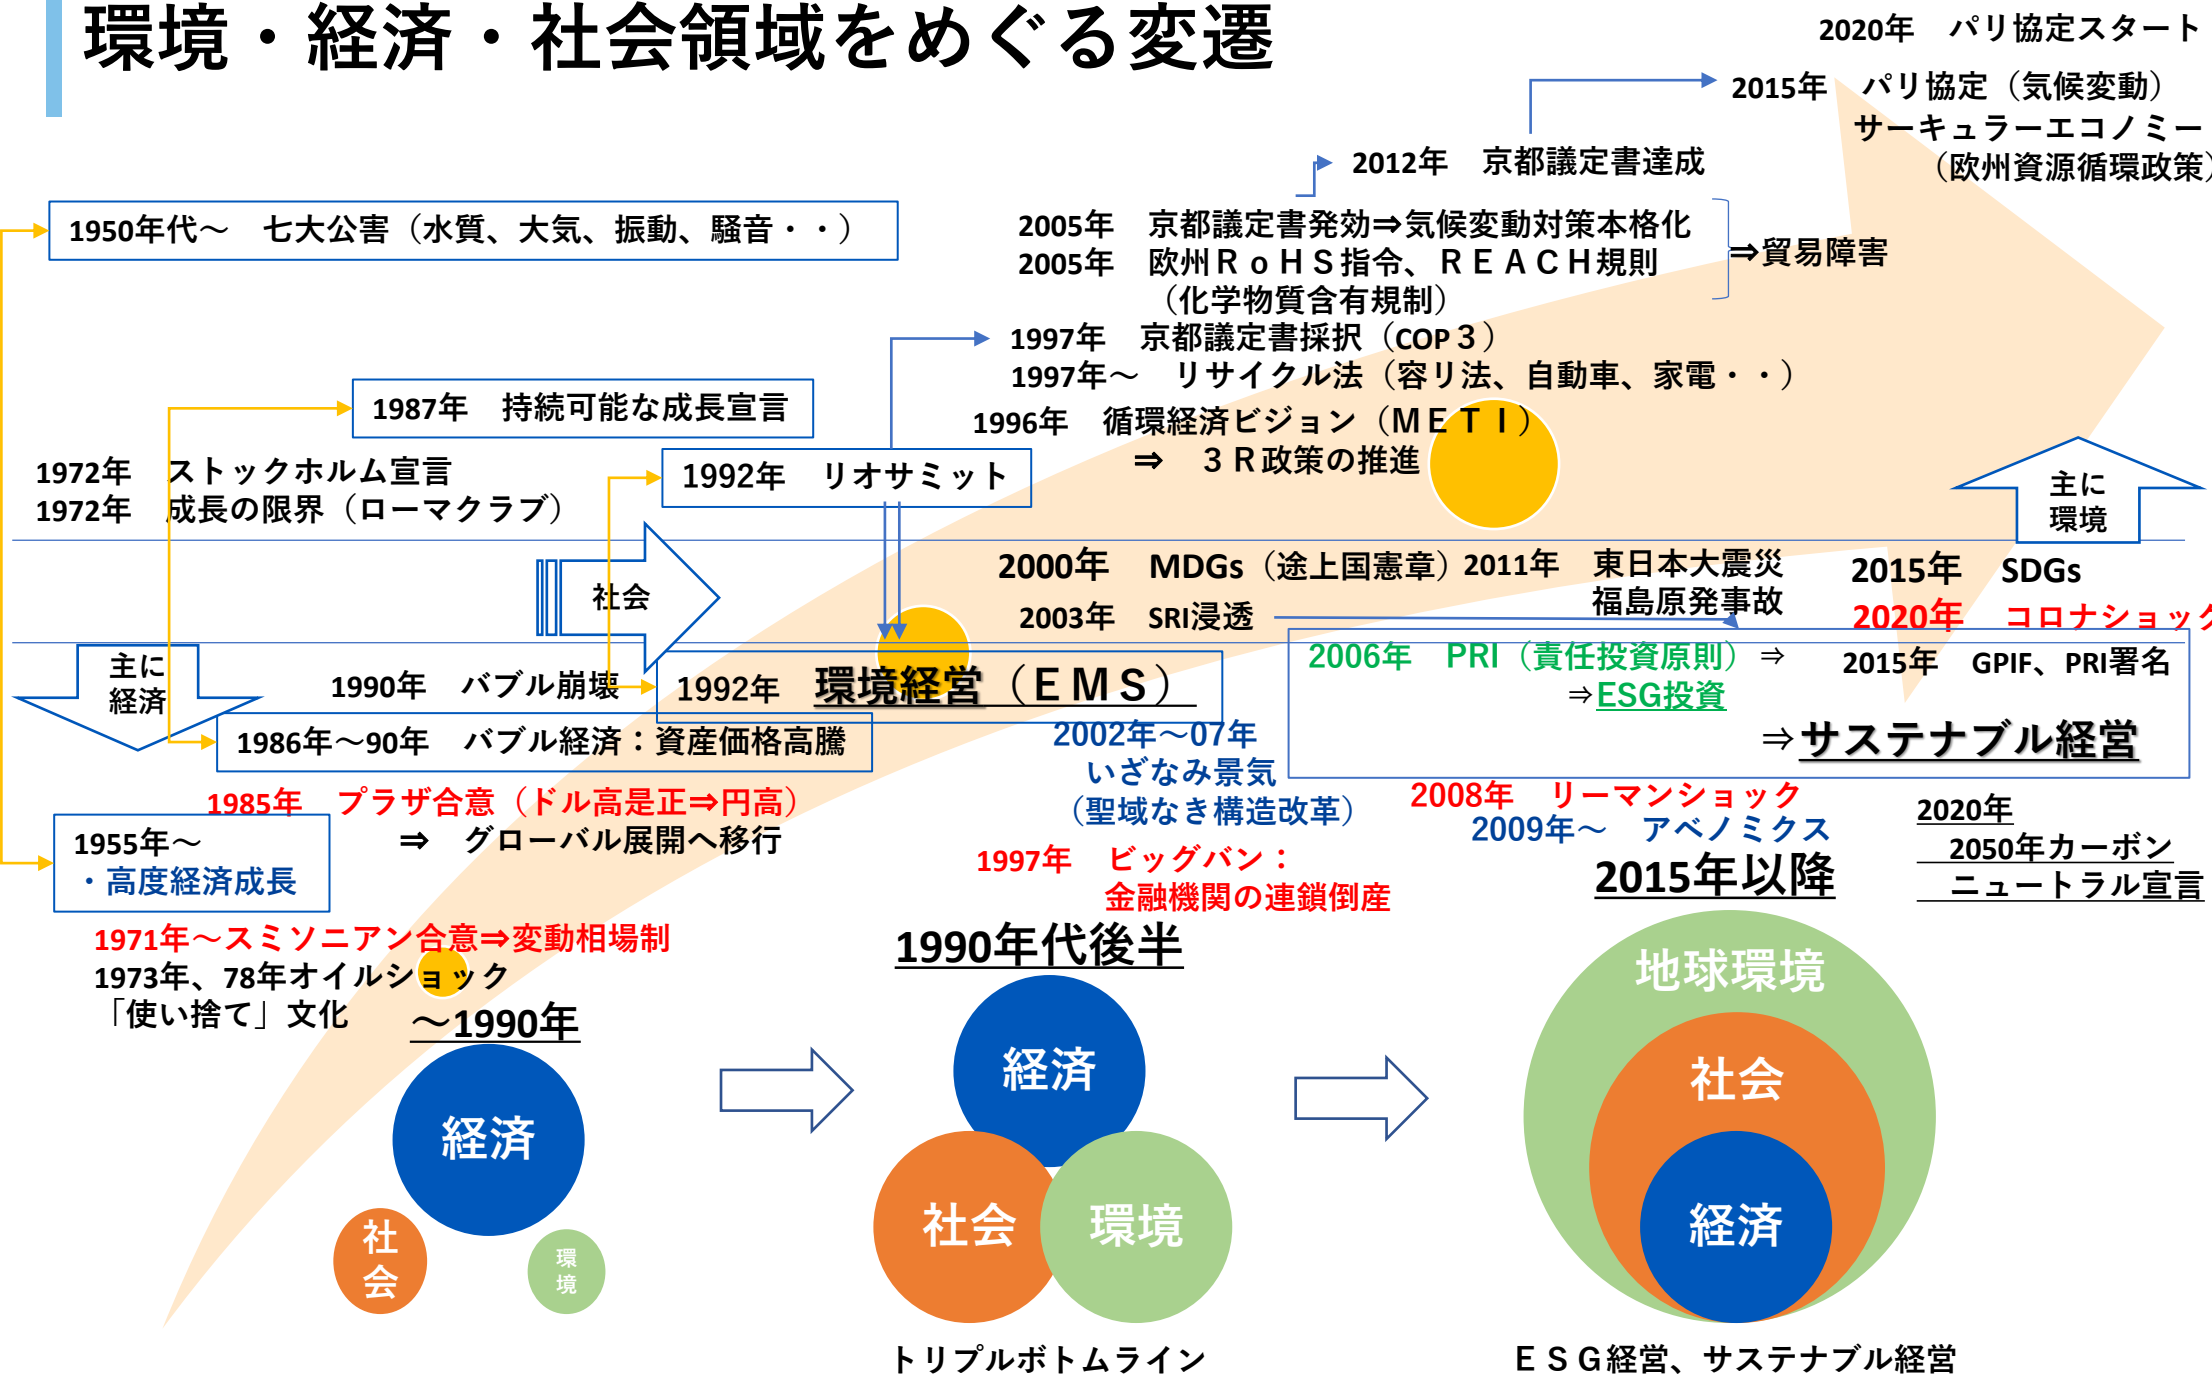 環境・経済・社会領域をめぐる変遷
2020年　パリ協定スタート
2015年　パリ協定（気候変動）
サーキュラーエコノミー
（欧州資源循環政策）
2012年　京都議定書達成
1950年代～　七大公害（水質、大気、振動、騒音・・）
2005年　京都議定書発効⇒気候変動対策本格化
2005年　欧州ＲｏＨＳ指令、ＲＥＡＣＨ規則
（化学物質含有規制）
⇒貿易障害
1997年　京都議定書採択（COP３）
1997年～　リサイクル法（容リ法、自動車、家電・・）
1987年　持続可能な成長宣言
1996年　循環経済ビジョン（ＭＥＴＩ）
⇒　３Ｒ政策の推進
1972年　ストックホルム宣言
1972年　成長の限界（ローマクラブ）
1992年　リオサミット
主に
環境
社会
2000年　MDGs（途上国憲章）
2003年　SRI浸透
2011年　東日本大震災
福島原発事故
2015年　SDGs
2020年　コロナショック
主に
経済
1990年　バブル崩壊
1992年　環境経営（ＥＭＳ）
2006年　PRI（責任投資原則）⇒
⇒ESG投資
2015年　GPIF、PRI署名
⇒サステナブル経営
1986年～90年　バブル経済：資産価格高騰
2002年～07年
いざなみ景気
（聖域なき構造改革）
1985年　プラザ合意（ドル高是正⇒円高）
⇒　グローバル展開へ移行
2008年　リーマンショック
2009年～　アベノミクス
2020年
2050年カーボン
ニュートラル宣言
1955年～
・高度経済成長
1997年　ビッグバン：
金融機関の連鎖倒産
1971年～スミソニアン合意⇒変動相場制
1973年、78年オイルショック
「使い捨て」文化
～1990年
経済
社
会
環
境
1990年代後半
経済
社会
環境
トリプルボトムライン
2015年以降
地球環境
社会
経済
ＥＳＧ経営、サステナブル経営